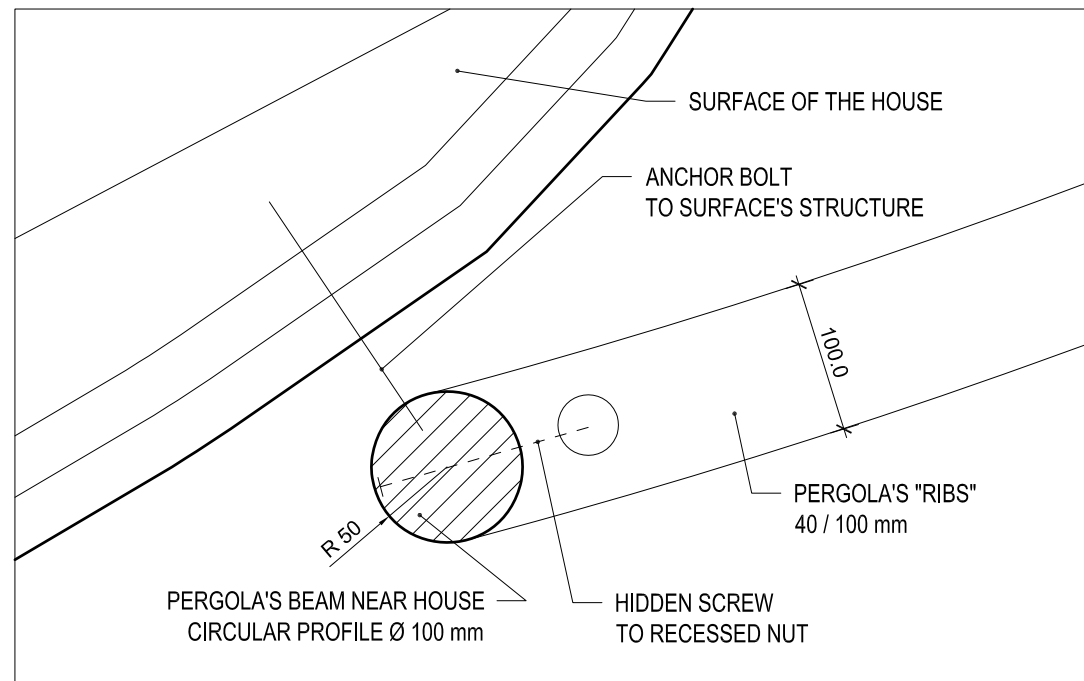 SURFACE OF THE HOUSE
ANCHOR BOLT
TO SURFACE'S STRUCTURE
100.0
PERGOLA'S "RIBS"
40 / 100 mm
R 50
PERGOLA'S BEAM NEAR HOUSE
CIRCULAR PROFILE Ø 100 mm
HIDDEN SCREW
TO RECESSED NUT